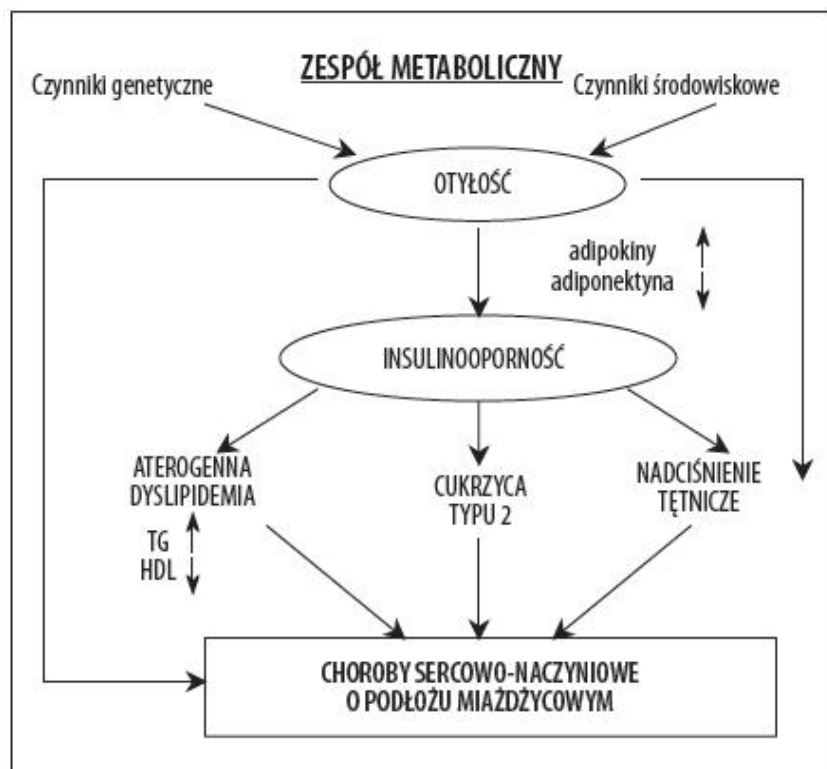 ZESPÓŁ METABOLICZNY
Czynniki genetyczne
Czynniki środowiskowe
OTYŁOŚĆ
adipokiny
adiponektyna
INSULINOOPORNOŚĆ
ATEROGENNA
DYSLIPIDEMIA
TG
HDL
CUKRZYCA
TYPU 2
NADCIŚNIENIE
TĘTNICZE
CHOROBY SERCOWO-NACZYNIOWE
O PODŁOŻU MIAŻDŻYCOWYM